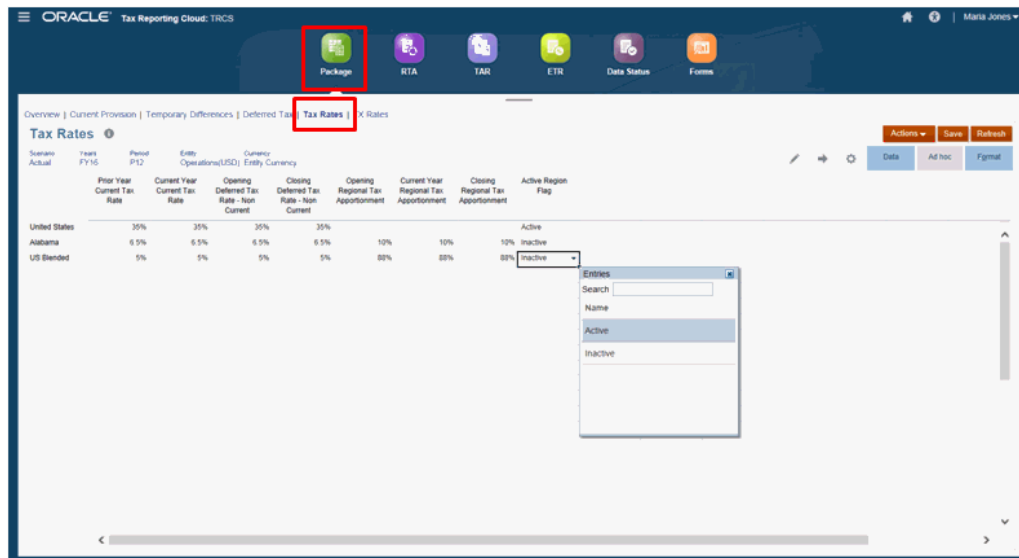 ORACLE Tax Reporting Cloud: TRCS
Maria Jones
Package RTA TAR ETR Data Status Forms
Overview | Current Provision | Temporary Differences | Deferred Tax | Tax Rates | X Rates
Tax Rates
Actions Save Refresh
Scenario Years Period Entity Currency
Actual FY16 P12 Operations(USD) Entity Currency
Data Ad hoc Format
Prior Year Current Year Opening Closing Opening Current Year Closing Active Region
Current Tax Current Tax Deferred Tax Deferred Tax Regional Tax Regional Tax Regional Tax Flag
Rate Rate Rate - Non Rate - Non Apportionment Apportionment Apportionment
Current Current
United States 35% 35% 35% 35% Active
Alabama 6.5% 6.5% 6.5% 6.5% 10% 10% 10% Inactive
US Blended 5% 5% 5% 5% 88% 88% 88% Inactive
Entries
Search
Name
Active
Inactive